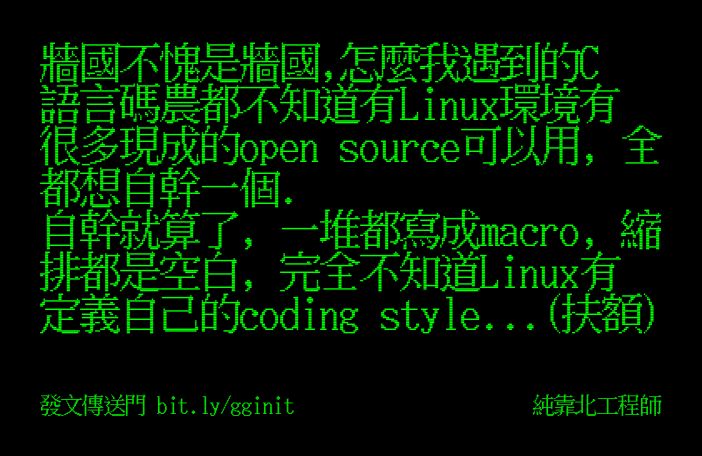 牆國不愧是牆國,怎麼我遇到的C
語言碼農都不知道有Linux環境有
很多現成的open source可以用, 全
都想自幹一個.
自幹就算了, 一堆都寫成macro, 縮
排都是空白, 完全不知道Linux有
定義自己的coding style...(扶額)
發文傳送門 bit.ly/gginit
純靠北工程師